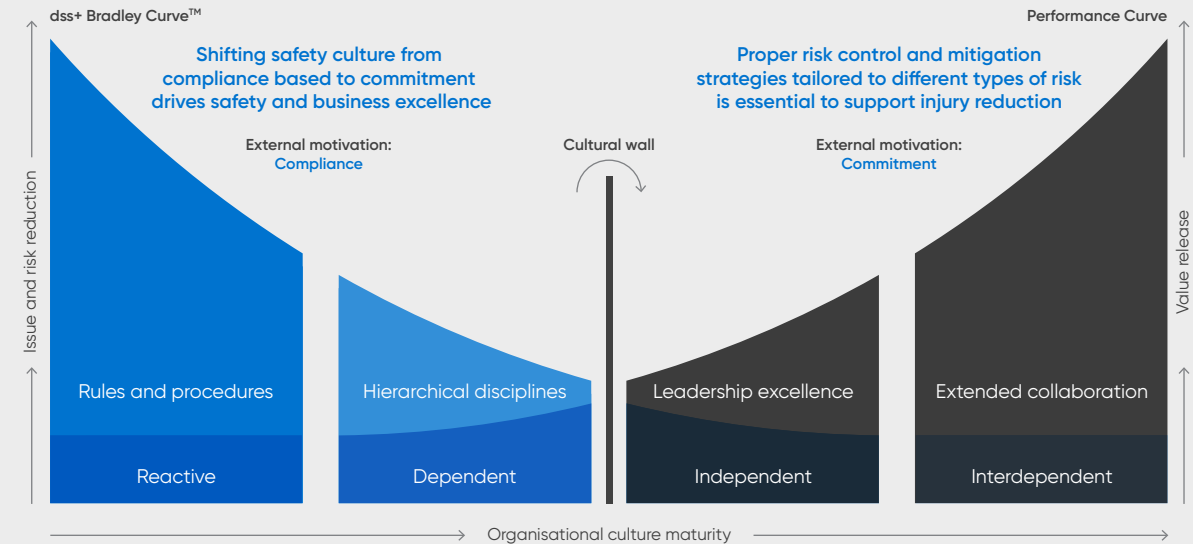 dss+ Bradley Curve™
Performance Curve
Shifting safety culture from
compliance based to commitment
drives safety and business excellence
Proper risk control and mitigation
strategies tailored to different types of risk
is essential to support injury reduction
External motivation:
Compliance
Cultural wall
External motivation:
Commitment
Issue and risk reduction
Value release
Rules and procedures
Hierarchical disciplines
Leadership excellence
Extended collaboration
Reactive
Dependent
Independent
Interdependent
Organisational culture maturity